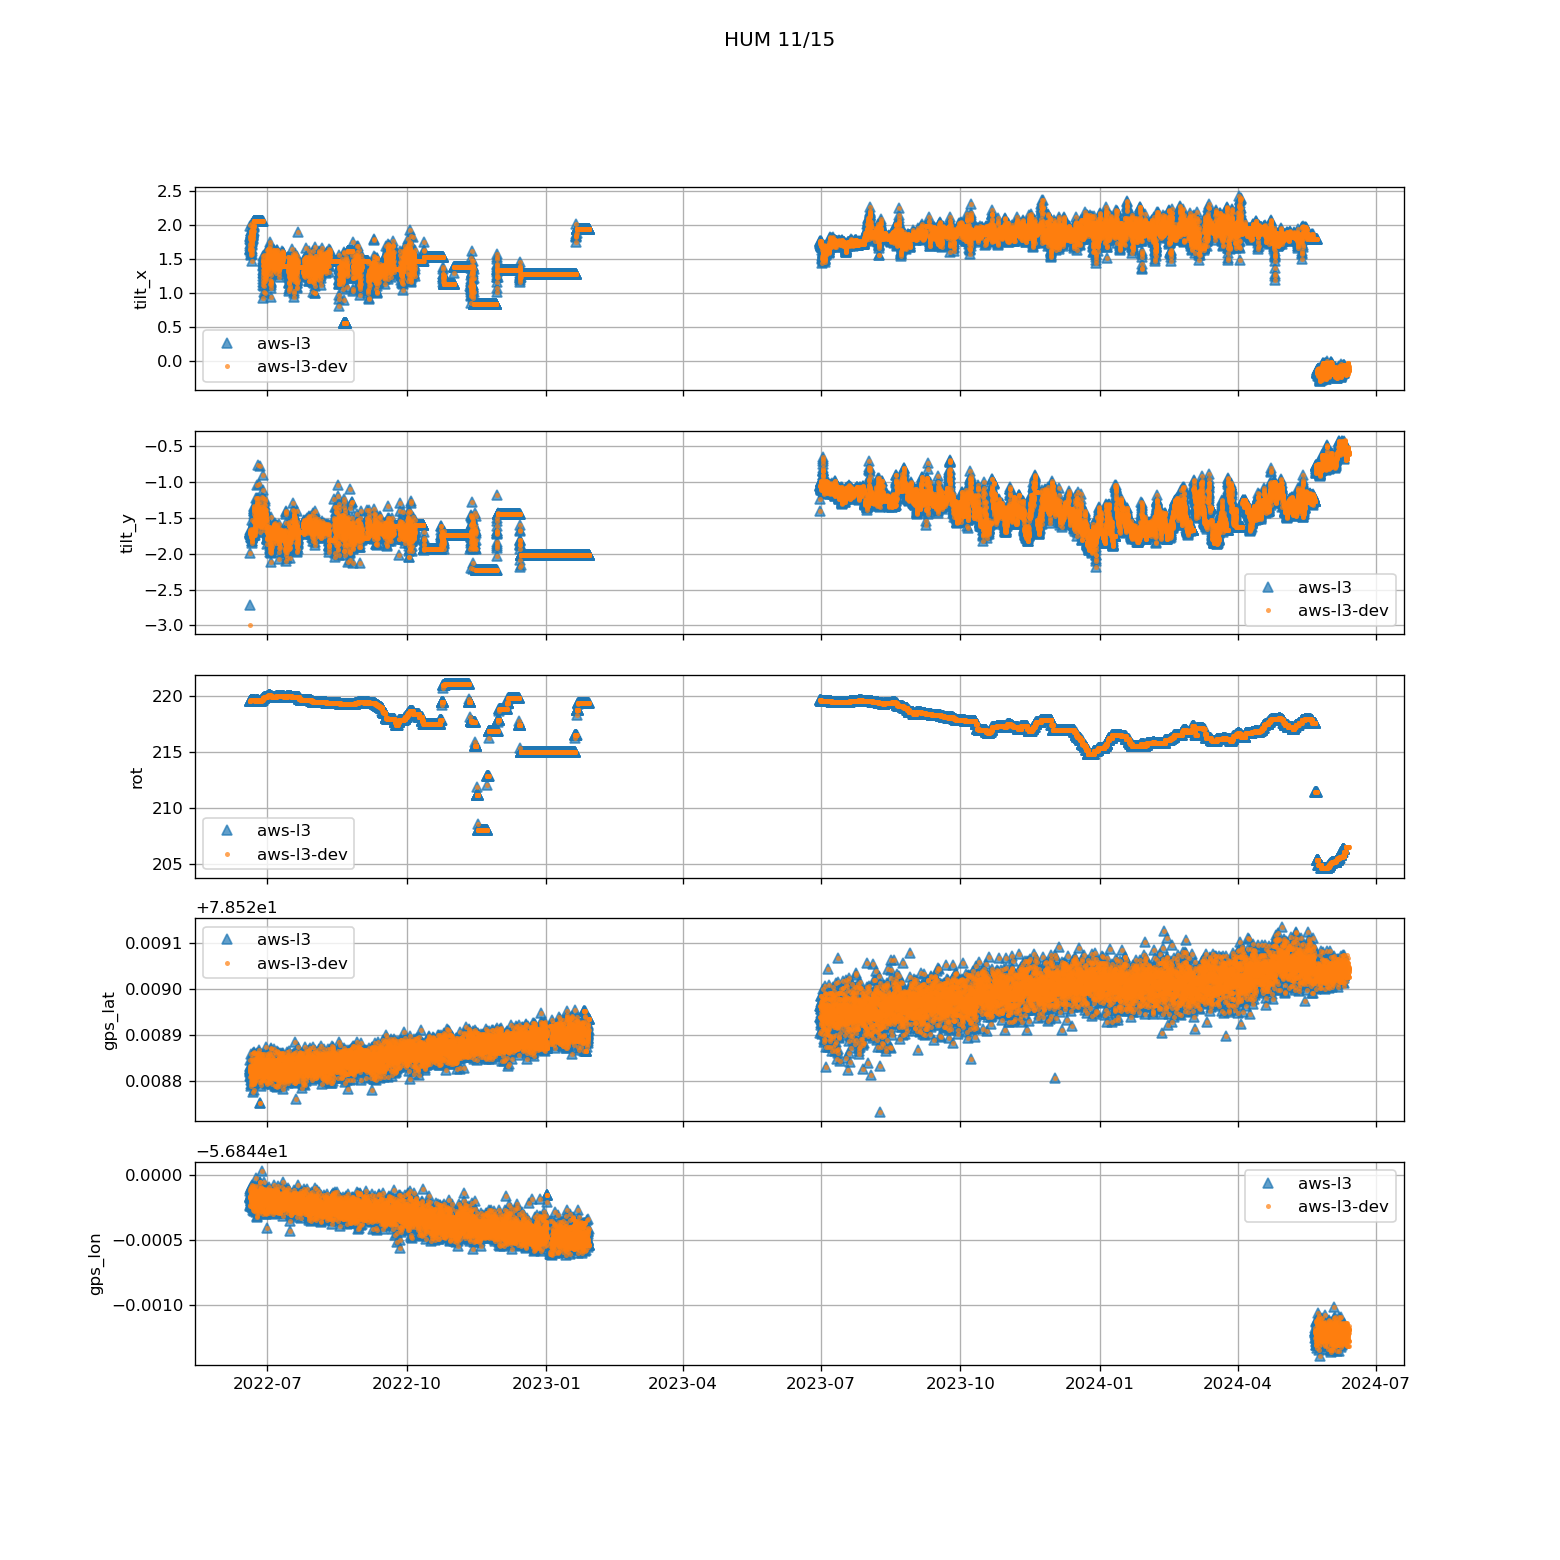 HUM 11/15
2.5
2.0
1.5
1.0
0.5
0.0
tilt_x
aws-l3
aws-l3-dev
−0.5
−1.0
−1.5
−2.0
−2.5
−3.0
tilt_y
aws-l3
aws-l3-dev
220
215
210
205
rot
aws-l3
aws-l3-dev
+7.852e1
0.0091
0.0090
0.0089
0.0088
gps_lat
aws-l3
aws-l3-dev
−5.6844e1
0.0000
−0.0005
−0.0010
gps_lon
aws-l3
aws-l3-dev
2022-07 2022-10 2023-01 2023-04 2023-07 2023-10 2024-01 2024-04 2024-07